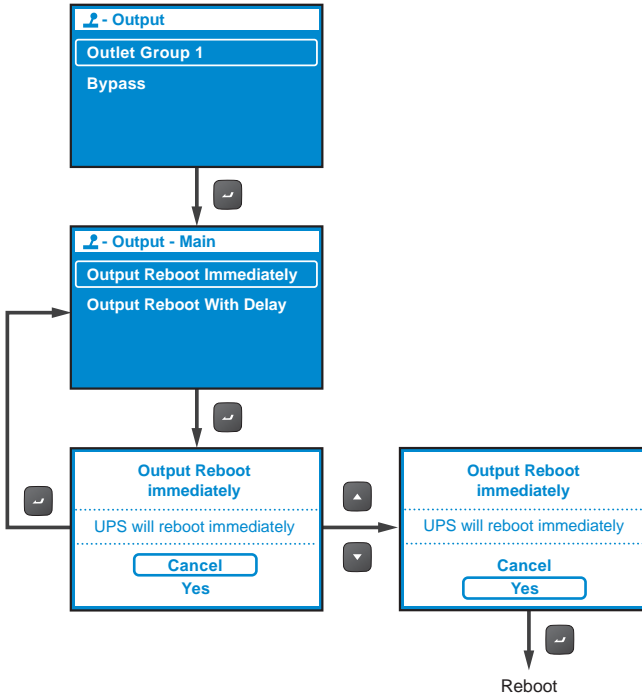 - Output
Outlet Group 1
Bypass
- Output - Main
Output Reboot Immediately
Output Reboot With Delay
Output Reboot
immediately
UPS will reboot immediately
Cancel
Yes
Output Reboot
immediately
UPS will reboot immediately
Cancel
Yes
Reboot